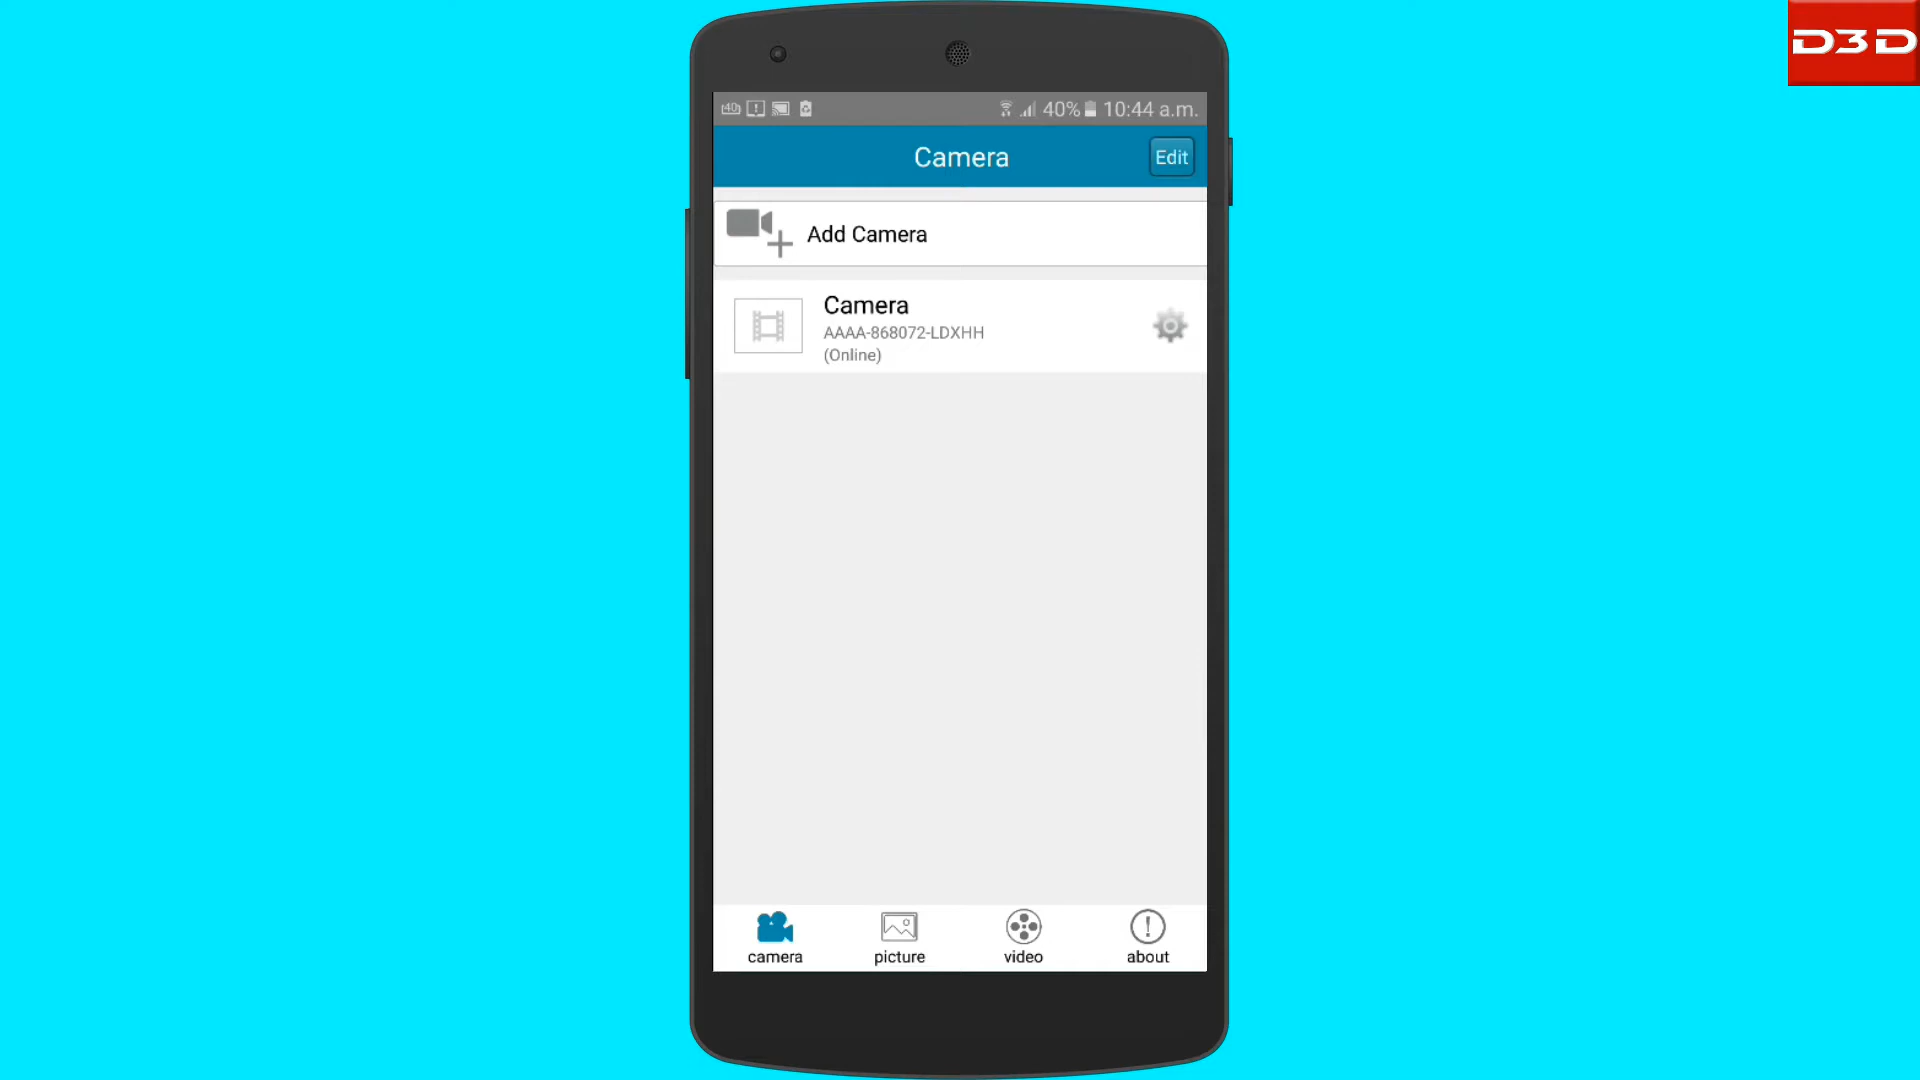 D3D
40% 10:44 a.m.
Camera
Edit
Add Camera
Camera
AAAA-868072-LDXHH
(Online)
camera picture video about